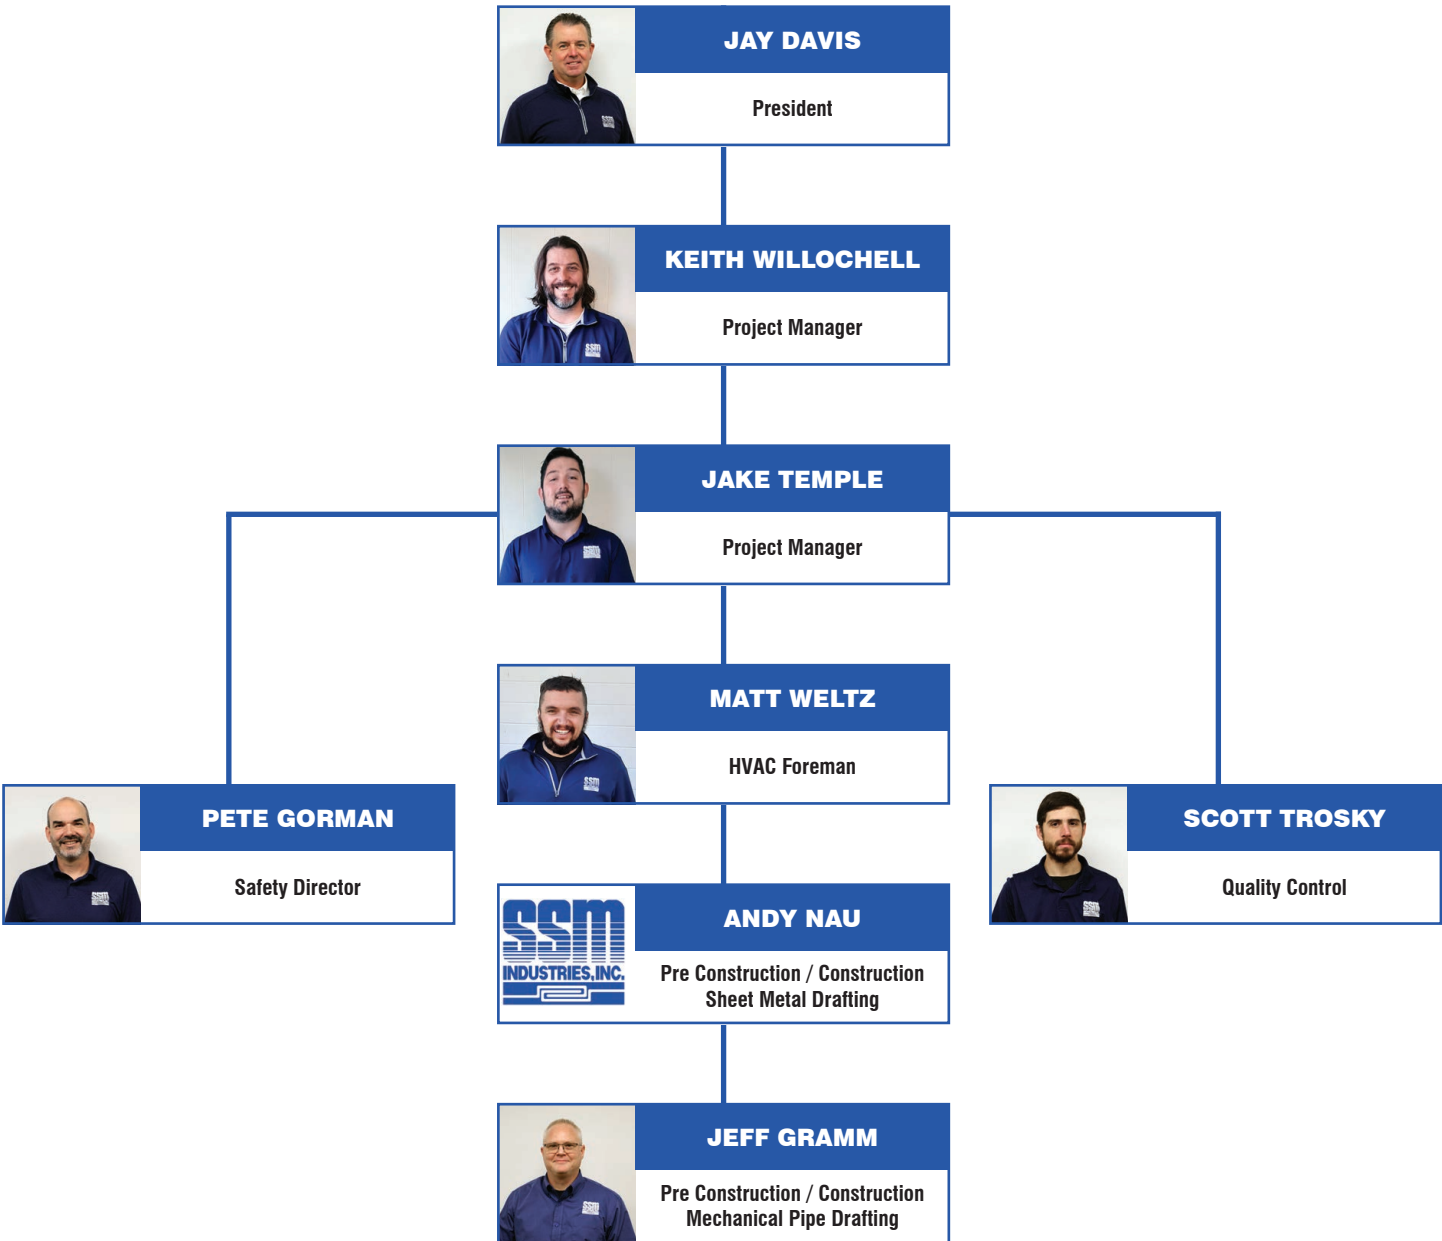 JAY DAVIS
President
KEITH WILLOCHELL
Project Manager
JAKE TEMPLE
Project Manager
MATT WELTZ
HVAC Foreman
PETE GORMAN
Safety Director
SCOTT TROSKY
Quality Control
SSM
INDUSTRIES, INC.
ANDY NAU
Pre Construction / Construction
Sheet Metal Drafting
JEFF GRAMM
Pre Construction / Construction
Mechanical Pipe Drafting